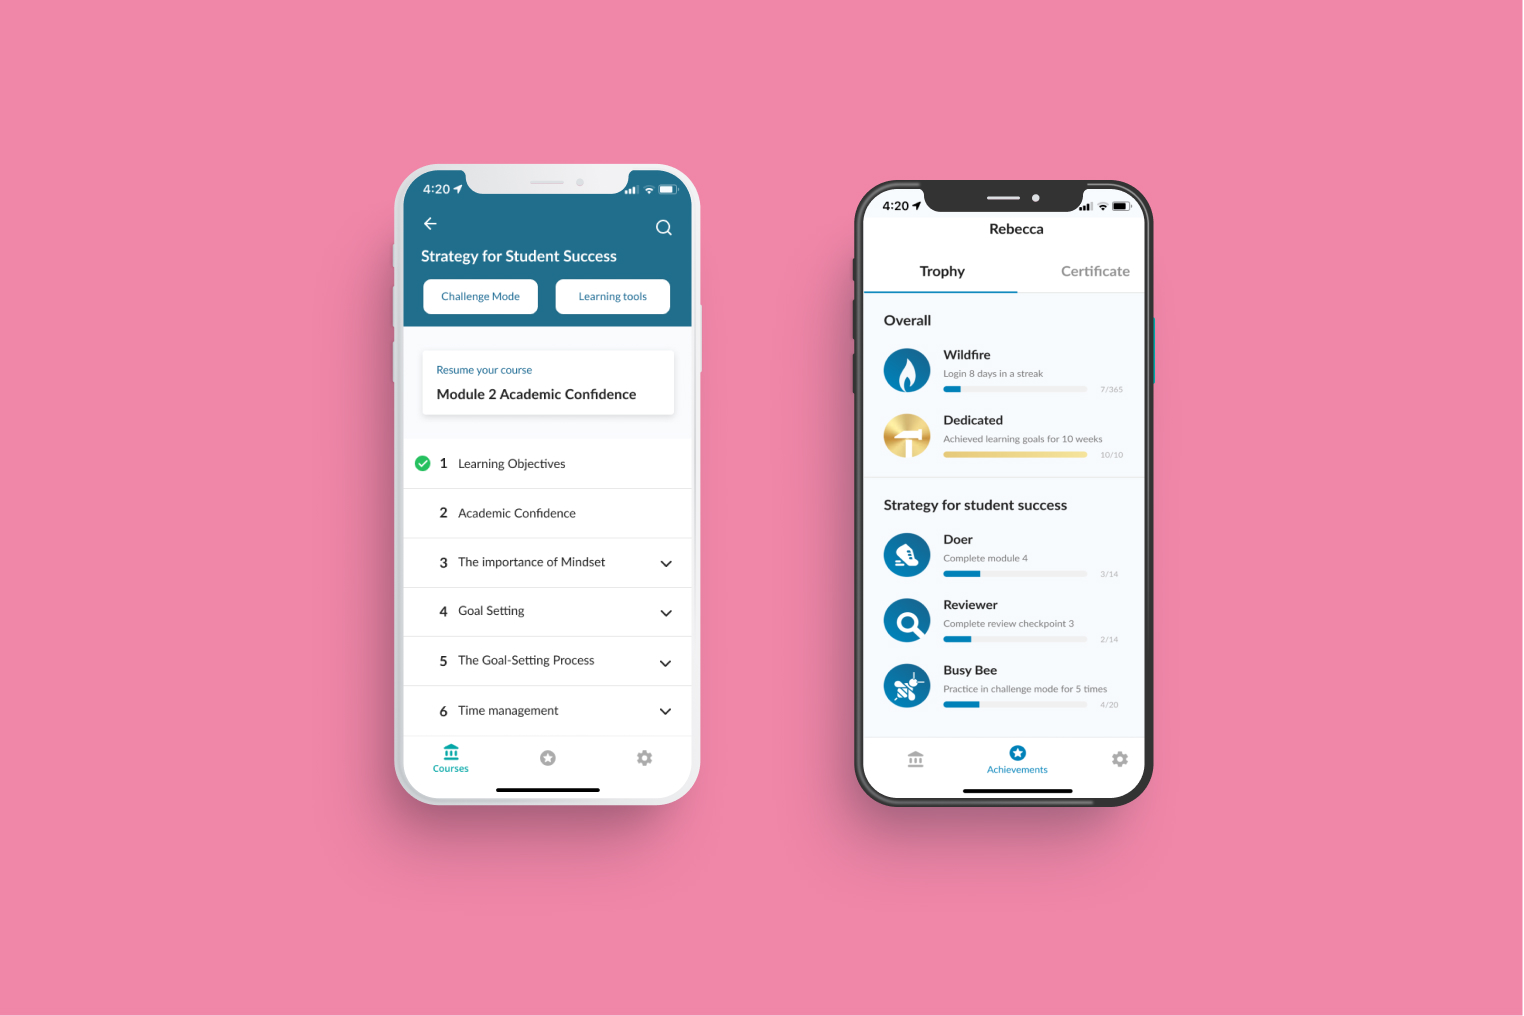 4:20
Strategy for Student Success
Challenge Mode
Learning tools
Resume your course
Module 2 Academic Confidence
1 Learning Objectives
2 Academic Confidence
3 The importance of Mindset
4 Goal Setting
5 The Goal-Setting Process
6 Time management
Courses
4:20
Rebecca
Trophy
Certificate
Overall
Wildfire
Login 8 days in a streak
7/365
Dedicated
Achieved learning goals for 10 weeks
10/10
Strategy for student success
Doer
Complete module 4
3/14
Reviewer
Complete review checkpoint 3
2/14
Busy Bee
Practice in challenge mode for 5 times
4/20
Achievements